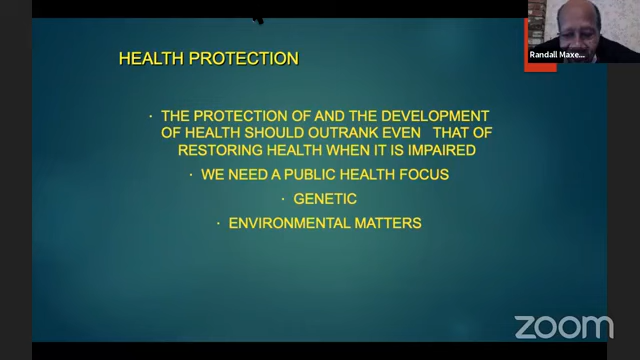 HEALTH PROTECTION
Randall Maxe...
· THE PROTECTION OF AND THE DEVELOPMENT
OF HEALTH SHOULD OUTRANK EVEN THAT OF
RESTORING HEALTH WHEN IT IS IMPAIRED
· WE NEED A PUBLIC HEALTH FOCUS
· GENETIC
· ENVIRONMENTAL MATTERS
zoom